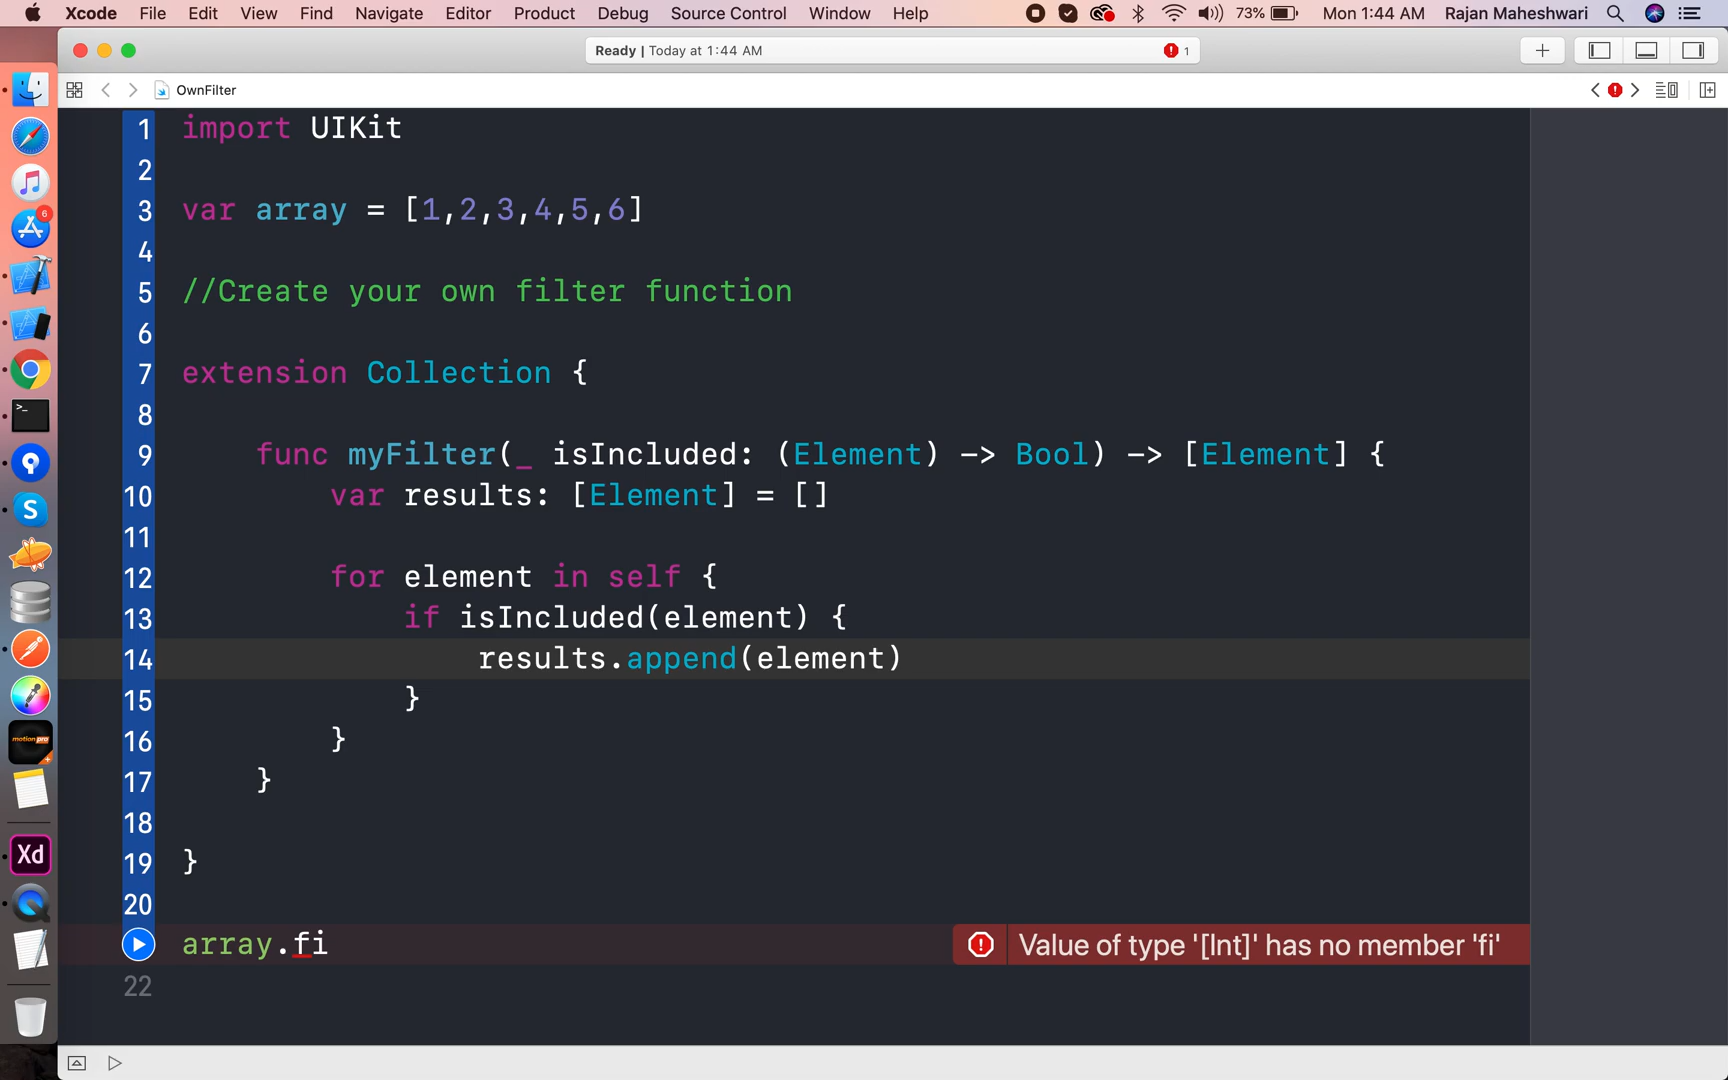 Xcode File Edit View Find Navigate Editor Product Debug Source Control Window Help 73% Mon 1:44 AM Rajan Maheshwari
Ready | Today at 1:44 AM 1
OwnFilter
1 import UIKit
2
3 var array = [1,2,3,4,5,6]
4
5 //Create your own filter function
6
7 extension Collection {
8
9 func myFilter(_ isIncluded: (Element) -> Bool) -> [Element] {
10 var results: [Element] = []
11
12 for element in self {
13 if isIncluded(element) {
14 results.append(element)
15 }
16 }
17 }
18
19 }
20
array.fi Value of type '[Int]' has no member 'fi'
22
6
>_
S
motion pro
Xd